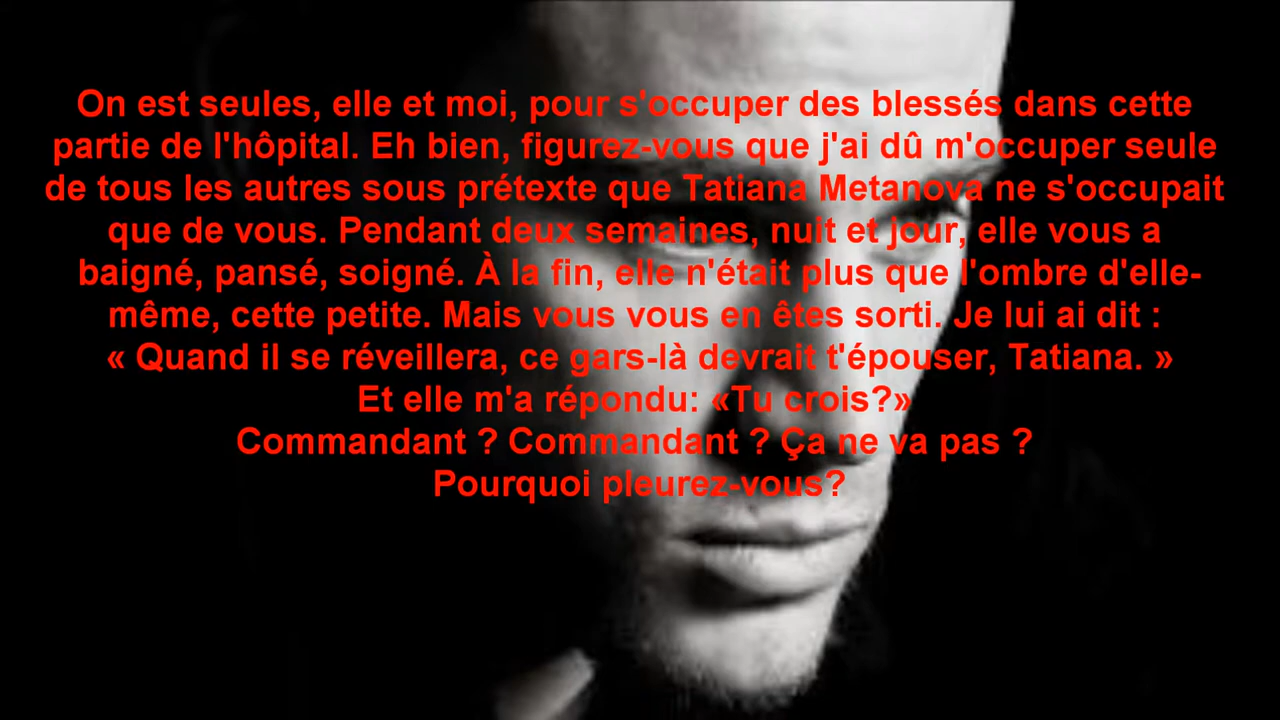 On est seules, elle et moi, pour s'occuper des blessés dans cette
partie de l'hôpital. Eh bien, figurez-vous que j'ai dû m'occuper seule
de tous les autres sous prétexte que Tatiana Metanova ne s'occupait
que de vous. Pendant deux semaines, nuit et jour, elle vous a
baigné, pansé, soigné. À la fin, elle n'était plus que l'ombre d'elle-
même, cette petite. Mais vous vous en êtes sorti. Je lui ai dit :
« Quand il se réveillera, ce gars-là devrait t'épouser, Tatiana. »
Et elle m'a répondu: «Tu crois?»
Commandant ? Commandant ? Ça ne va pas ?
Pourquoi pleurez-vous?